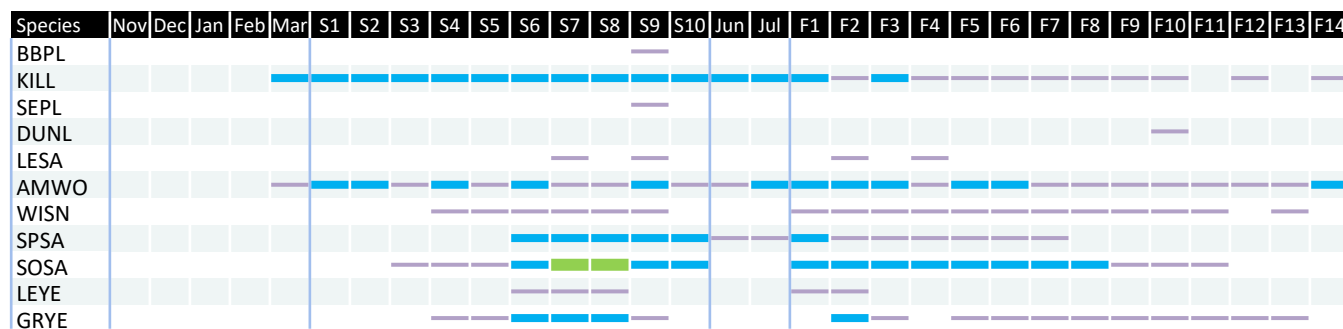 Species Nov Dec Jan Feb Mar S1 S2 S3 S4 S5 S6 S7 S8 S9 S10 Jun Jul F1 F2 F3 F4 F5 F6 F7 F8 F9 F10 F11 F12 F13 F14
BBPL
KILL
SEPL
DUNL
LESA
AMWO
WISN
SPSA
SOSA
LEYE
GRYE